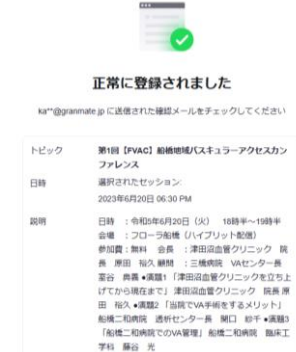 正常に登録されました
ka**@granmate.jp に送信された確認メールをチェックしてください
トピック
第1回【FVAC】船橋地域バスキュラーアクセスカン
ファレンス
日時
選択されたセッション:
2023年6月20日 06:30 PM
説明
日時 ：令和5年6月20日（火） 18時半～19時半
会場 ：フローラ船橋（ハイブリット配信）
参加費：無料 会長 ：津田沼血管クリニック 院
長 原田 裕久 顧問 ：三橋病院 VAセンター長
室谷 典義 ●演題1 「津田沼血管クリニックを立ち上
げてから現在まで」 津田沼血管クリニック 院長 原
田 裕久 ●演題2 「当院でVA手術をするメリット」
船橋二和病院 透析センター長 関口 紗千 ●演題3
「船橋二和病院でのVA管理」 船橋二和病院 臨床工
学科 藤谷 光